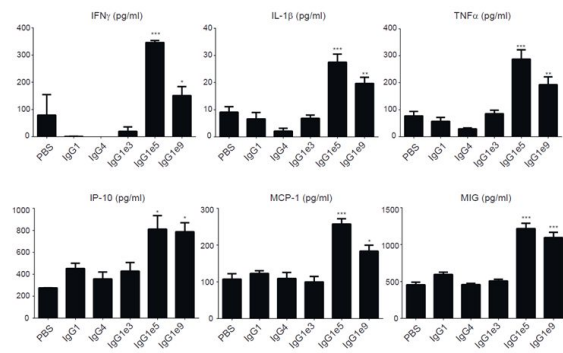 IFNγ (pg/ml)
400
300
200
100
0
***
*
PBS
IgG1
IgG4
IgG1e3
IgG1e5
IgG1e9
IL-1β (pg/ml)
40
30
20
10
0
***
**
PBS
IgG1
IgG4
IgG1e3
IgG1e5
IgG1e9
TNFα (pg/ml)
400
300
200
100
0
***
**
PBS
IgG1
IgG4
IgG1e3
IgG1e5
IgG1e9
IP-10 (pg/ml)
1000
800
600
400
200
0
*
*
PBS
IgG1
IgG4
IgG1e3
IgG1e5
IgG1e9
MCP-1 (pg/ml)
300
200
100
0
***
*
PBS
IgG1
IgG4
IgG1e3
IgG1e5
IgG1e9
MIG (pg/ml)
1500
1000
500
0
***
***
PBS
IgG1
IgG4
IgG1e3
IgG1e5
IgG1e9